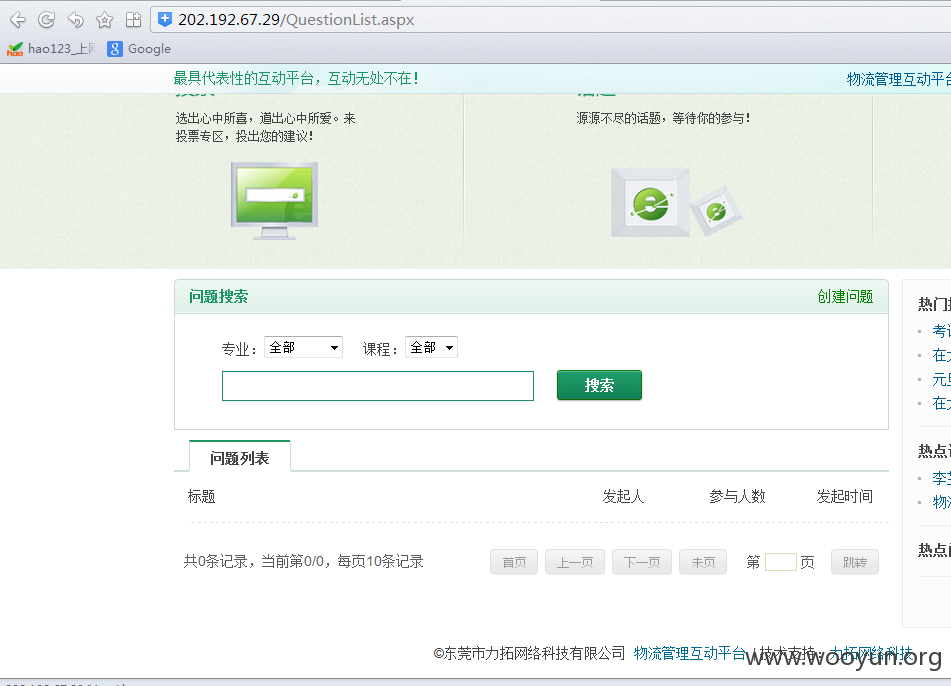 202.192.67.29/QuestionList.aspx
hao123_上网 Google
最具代表性的互动平台，互动无处不在！ 物流管理互动平台
选出心中所喜，道出心中所爱。来
投票专区，投出您的建议！
源源不尽的话题，等待你的参与！
问题搜索 创建问题
专业： 全部 课程： 全部
搜索
问题列表
标题 发起人 参与人数 发起时间
共0条记录，当前第0/0，每页10条记录 首页 上一页 下一页 末页 第 页 跳转
热门
考
在
元旦
在
热点
物
热点
©东莞市力拓网络科技有限公司 物流管理互动平台 技术支持：力拓网络科技
www.wooyun.org